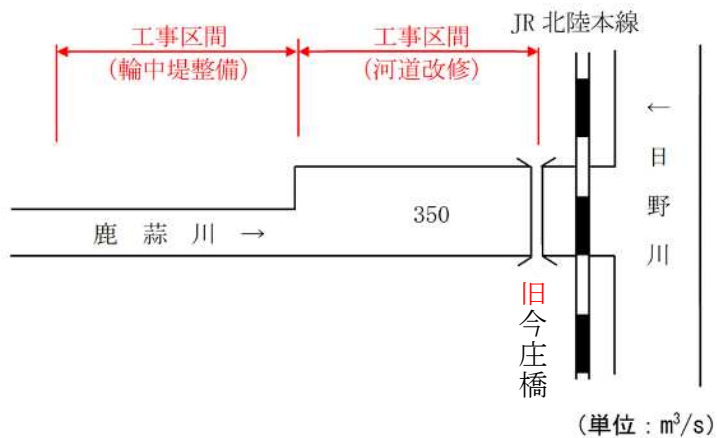 工事区間
(輪中堤整備)
工事区間
(河道改修)
JR 北陸本線
←日野川
350
鹿蒜川 →
旧今庄橋
(単位：m³/s)